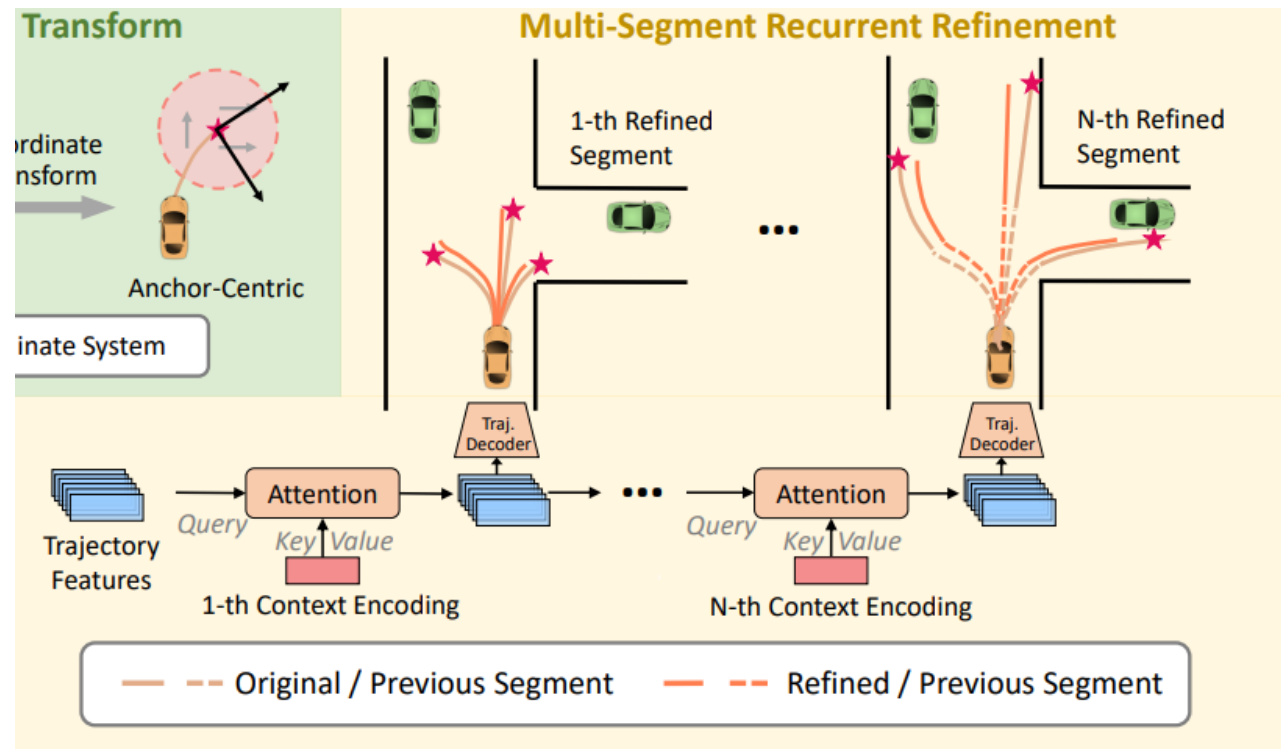 Transform
Multi-Segment Recurrent Refinement
ordinate
nsform
Anchor-Centric
inate System
1-th Refined
Segment
...
N-th Refined
Segment
Traj.
Decoder
Traj.
Decoder
Trajectory
Features
Query
Attention
Key Value
1-th Context Encoding
...
Query
Attention
Key Value
N-th Context Encoding
Original / Previous Segment
Refined / Previous Segment